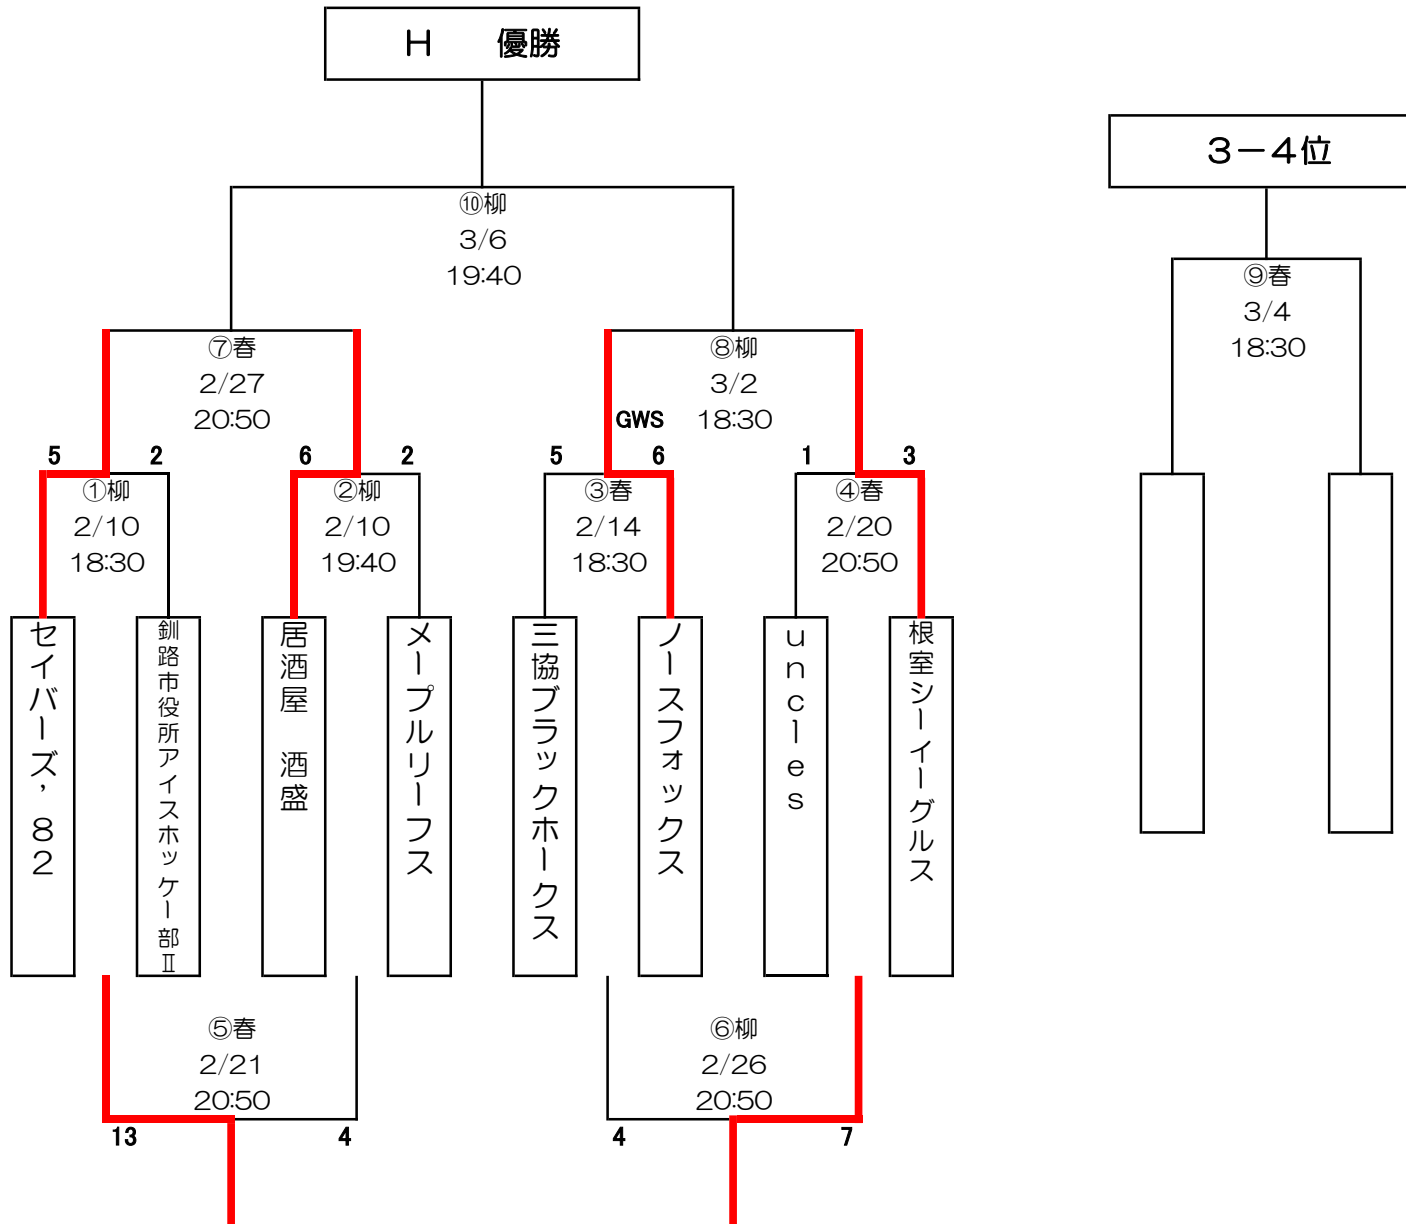 H 優勝
3－4位
⑩柳
3/6
19:40
⑨春
3/4
18:30
⑦春
2/27
20:50
⑧柳
3/2
18:30
GWS
5 2 6 2 5 6 1 3
①柳
2/10
18:30
②柳
2/10
19:40
③春
2/14
18:30
④春
2/20
20:50
セイバーズ’82
釧路市役所アイスホッケー部Ⅱ
居酒屋 酒盛
メープルリーフス
三協ブラックホークス
ノースフォックス
uncles
根室シーイーグルス
⑤春
2/21
20:50
⑥柳
2/26
20:50
13 4 4 7